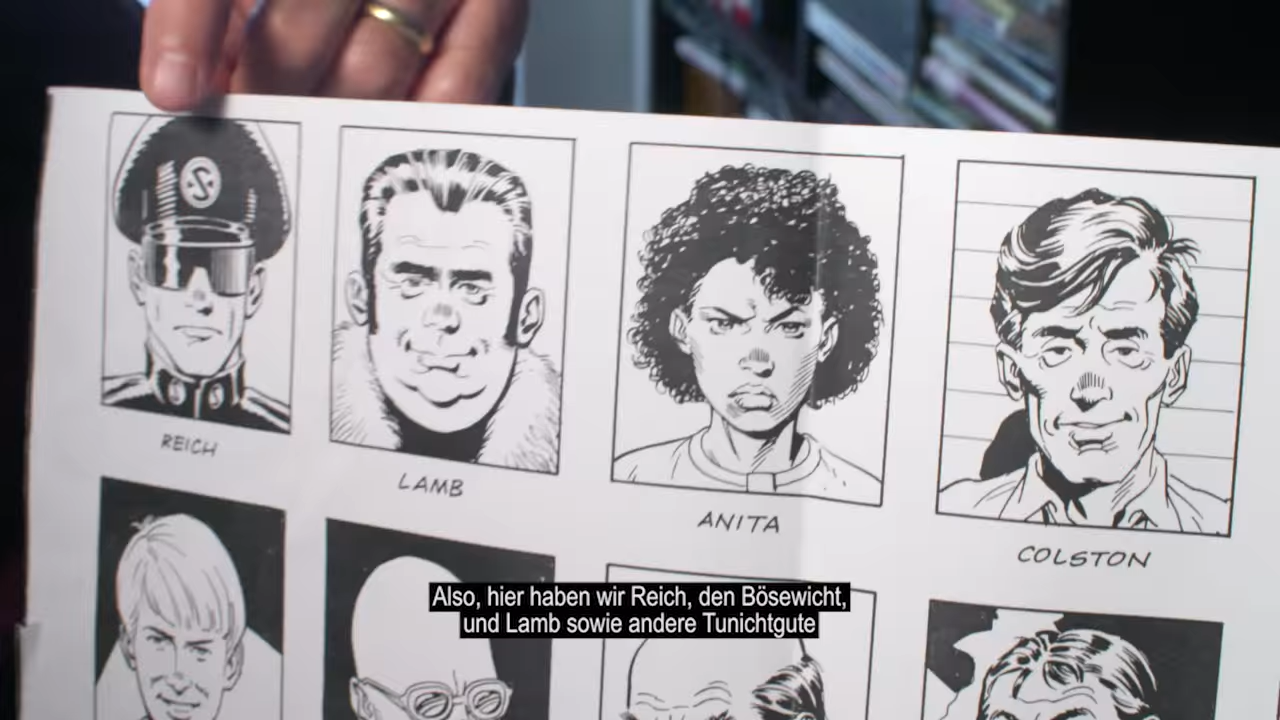 S
REICH
LAMB
ANITA
COLSTON
Also, hier haben wir Reich, den Bösewicht,
und Lamb sowie andere Tunichtgute